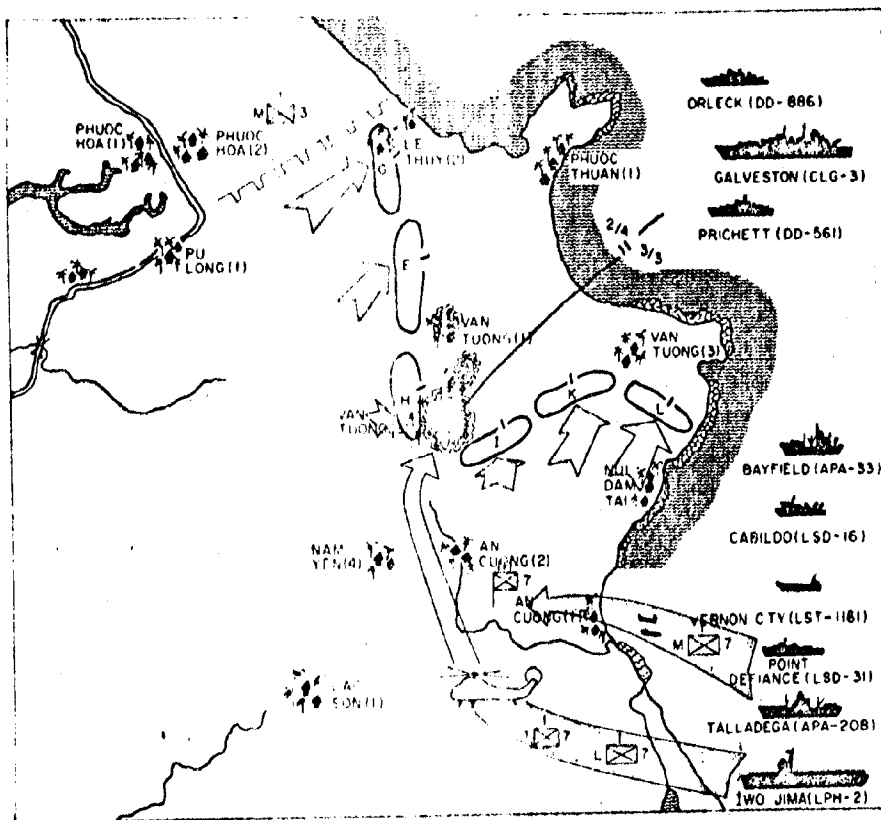 ORLECK (DD-886)
M 3
PHUOC
HOA(1)
PHUOC
HOA(2)
LE
THUY(2)
G
PHUOC
THUAN(1)
GALVESTON (CLG-3)
PRICHETT (DD-561)
2/4
3/3
PU
LONG(1)
E
VAN
TUONG(1)
VAN
TUONG(3)
H
K
L
VAN
TUONG
I
BAYFIELD (APA-33)
NUI
DAM
TAI
CABILDO(LSD-16)
NAM
YEN(4)
AN
CUONG(2)
7
AN
CUONG(1)
VERNON CTY(LST-1161)
M 7
POINT
DEFIANCE (LSD-31)
SON(1)
TALLADEGA (APA-208)
7
L 7
IWO JIMA(LPH-2)